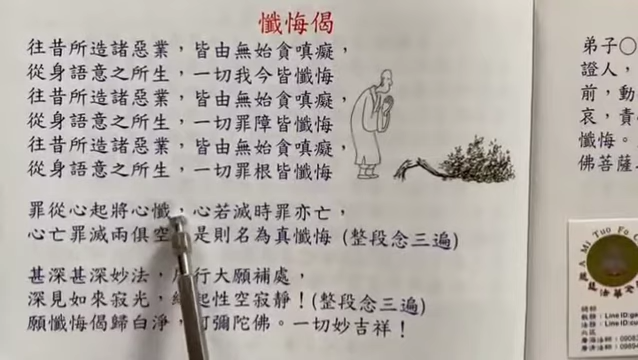 懺悔偈
往昔所造諸惡業，皆由無始貪嗔癡，
從身語意之所生，一切我今皆懺悔
往昔所造諸惡業，皆由無始貪嗔癡，
從身語意之所生，一切罪障皆懺悔
往昔所造諸惡業，皆由無始貪嗔癡，
從身語意之所生，一切罪根皆懺悔
罪從心起將心懺，心若滅時罪亦亡，
心亡罪滅兩俱空 是則名為真懺悔（整段念三遍）
甚深甚深妙法， 行大願補處，
深見如來寂光， 起性空寂靜！（整段念三遍）
願懺悔偈歸白淨， 彌陀佛。一切妙吉祥！
弟子〇
證人，
前，動
哀，責
懺悔。
佛菩薩
A Mi Tuo Fo
Line ID:
Line ID: